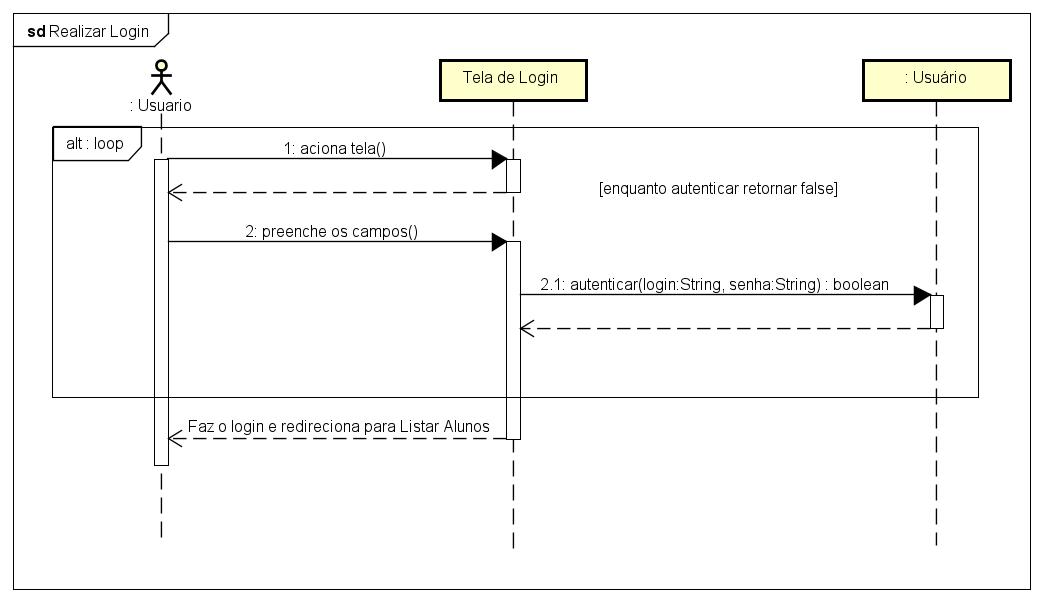 sd Realizar Login
: Usuario
Tela de Login
: Usuário
alt : loop
1: aciona tela()
[enquanto autenticar retornar false]
2: preenche os campos()
2.1: autenticar(login:String, senha:String) : boolean
Faz o login e redireciona para Listar Alunos